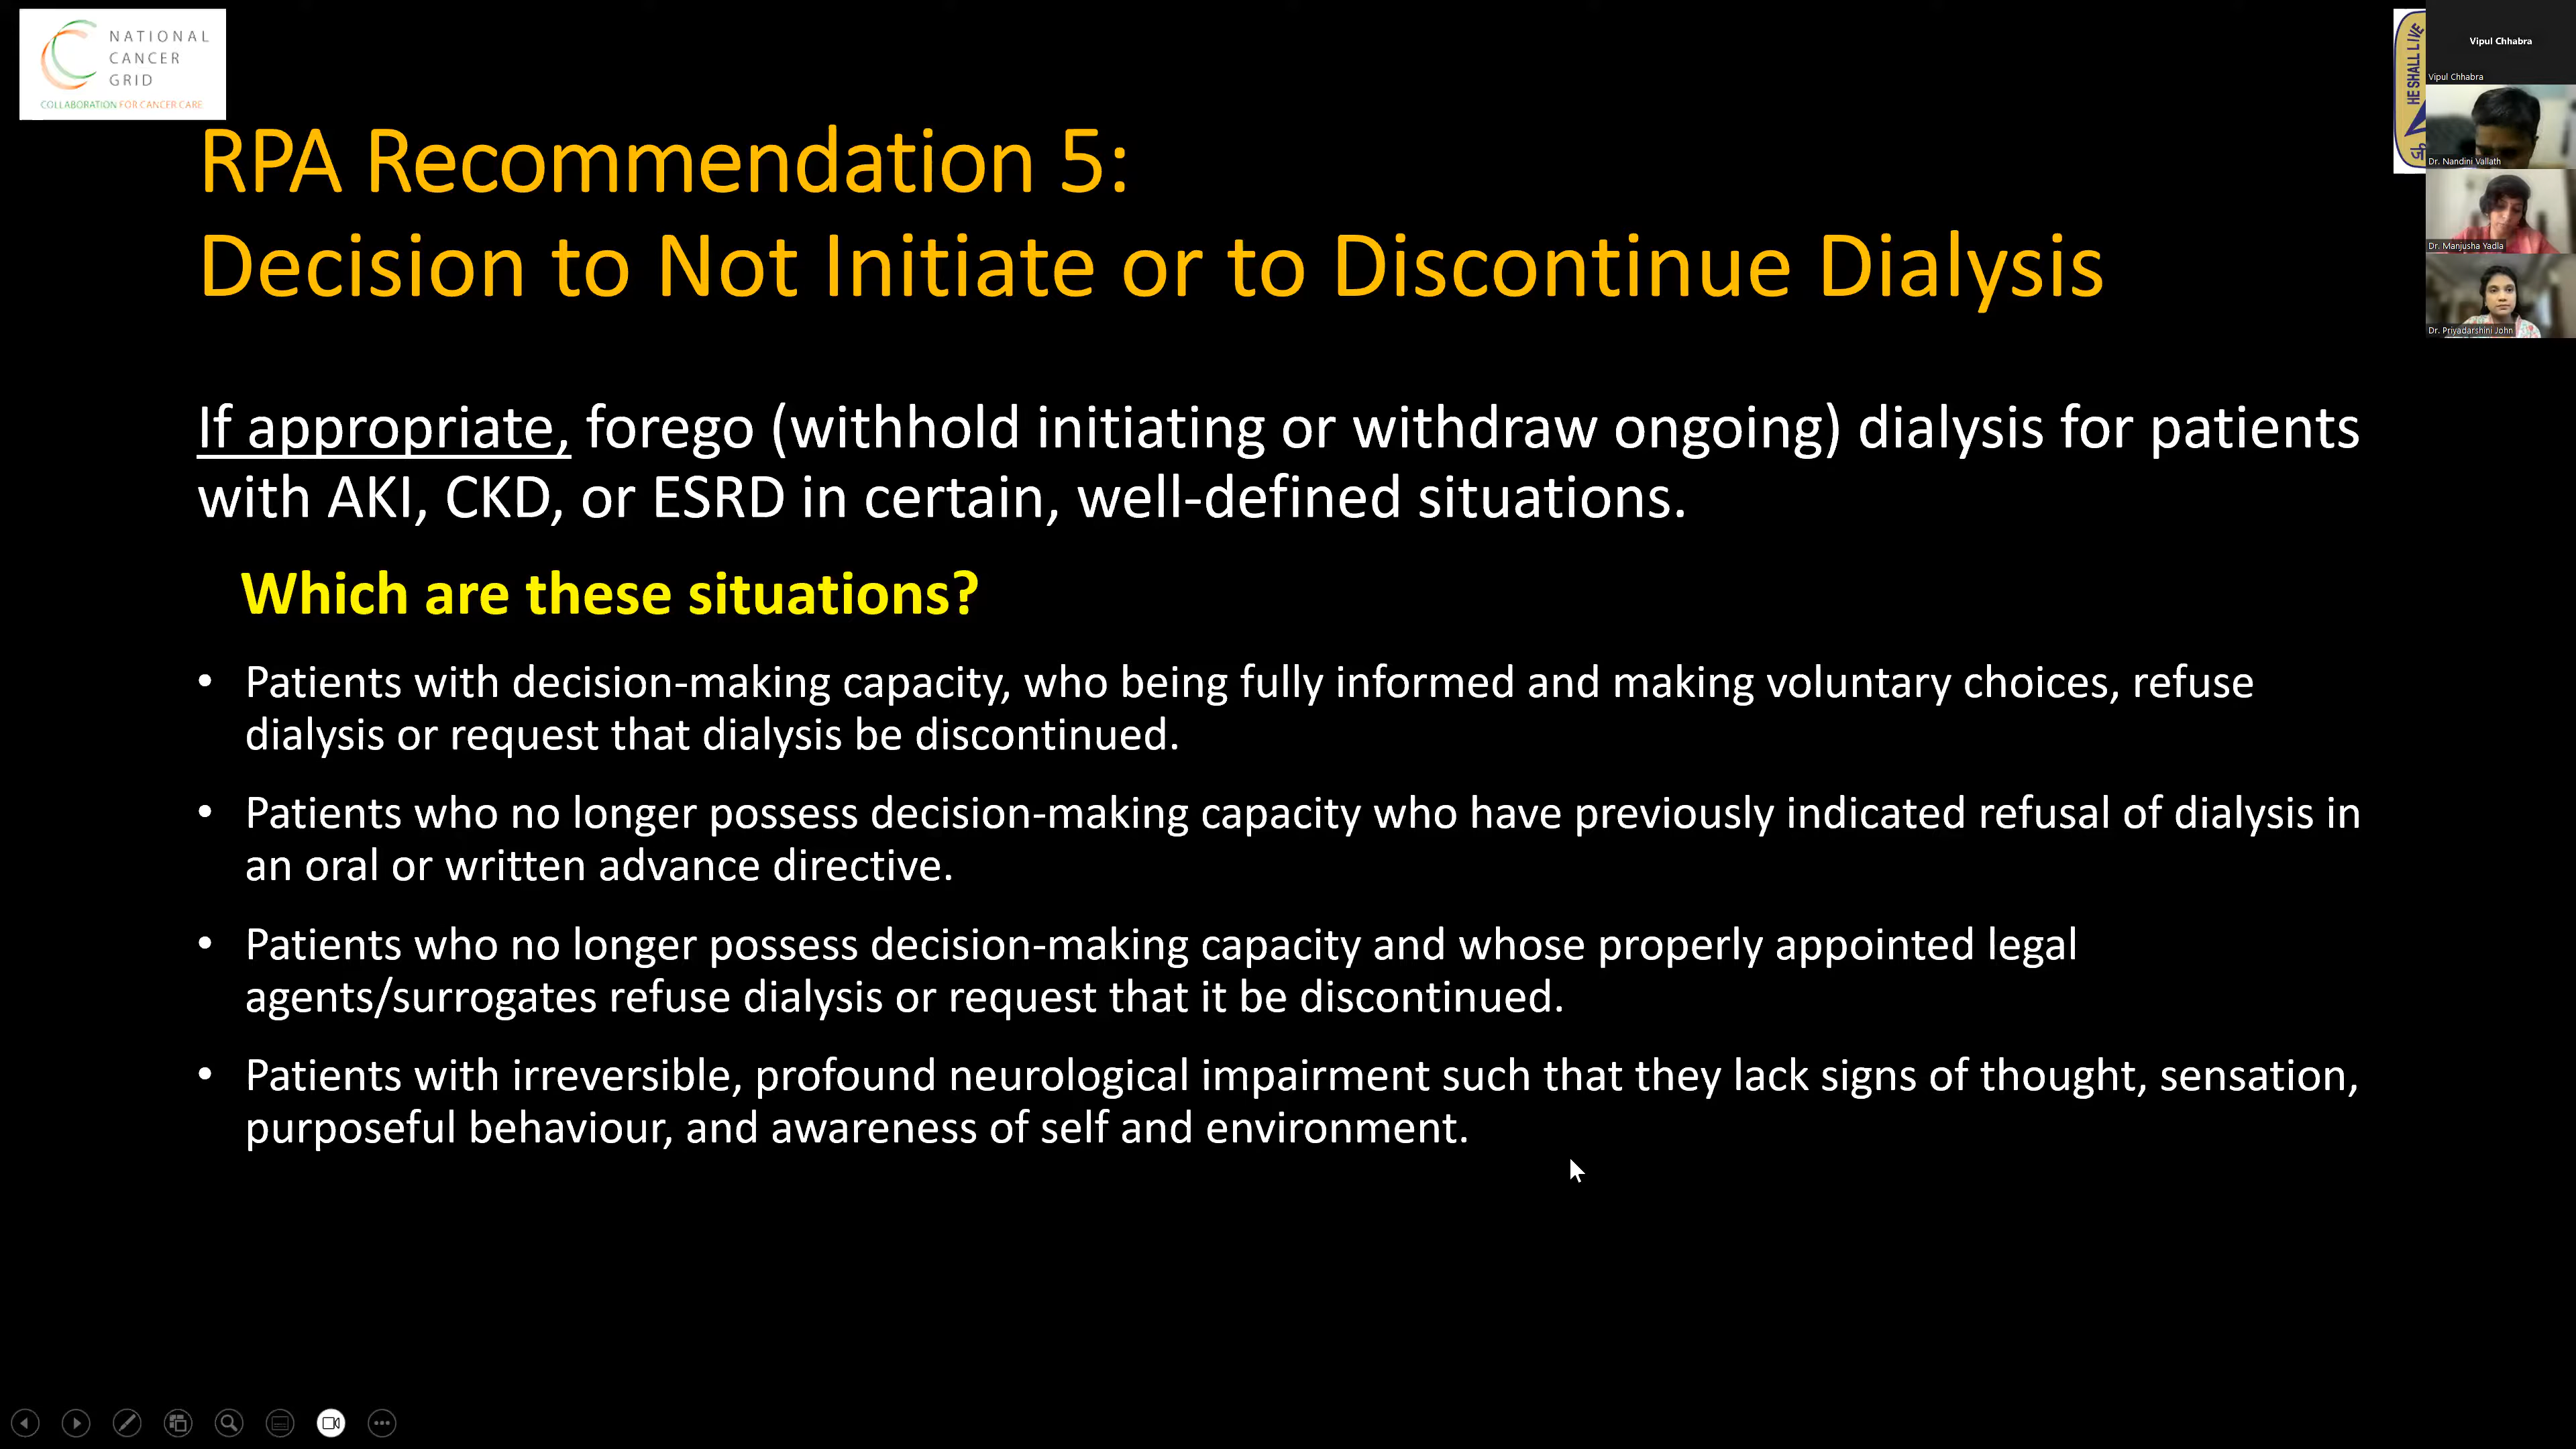 NATIONAL
CANCER
GRID
COLLABORATION FOR CANCER CARE
RPA Recommendation 5:
Decision to Not Initiate or to Discontinue Dialysis
If appropriate, forego (withhold initiating or withdraw ongoing) dialysis for patients
with AKI, CKD, or ESRD in certain, well-defined situations.
Which are these situations?
• Patients with decision-making capacity, who being fully informed and making voluntary choices, refuse
dialysis or request that dialysis be discontinued.
• Patients who no longer possess decision-making capacity who have previously indicated refusal of dialysis in
an oral or written advance directive.
• Patients who no longer possess decision-making capacity and whose properly appointed legal
agents/surrogates refuse dialysis or request that it be discontinued.
• Patients with irreversible, profound neurological impairment such that they lack signs of thought, sensation,
purposeful behaviour, and awareness of self and environment.
HE SHALL LIVE
Vipul Chhabra
Vipul Chhabra
Dr. Nandini Vallath
Dr. Manjusha Yadla
Dr. Priyadarshini John